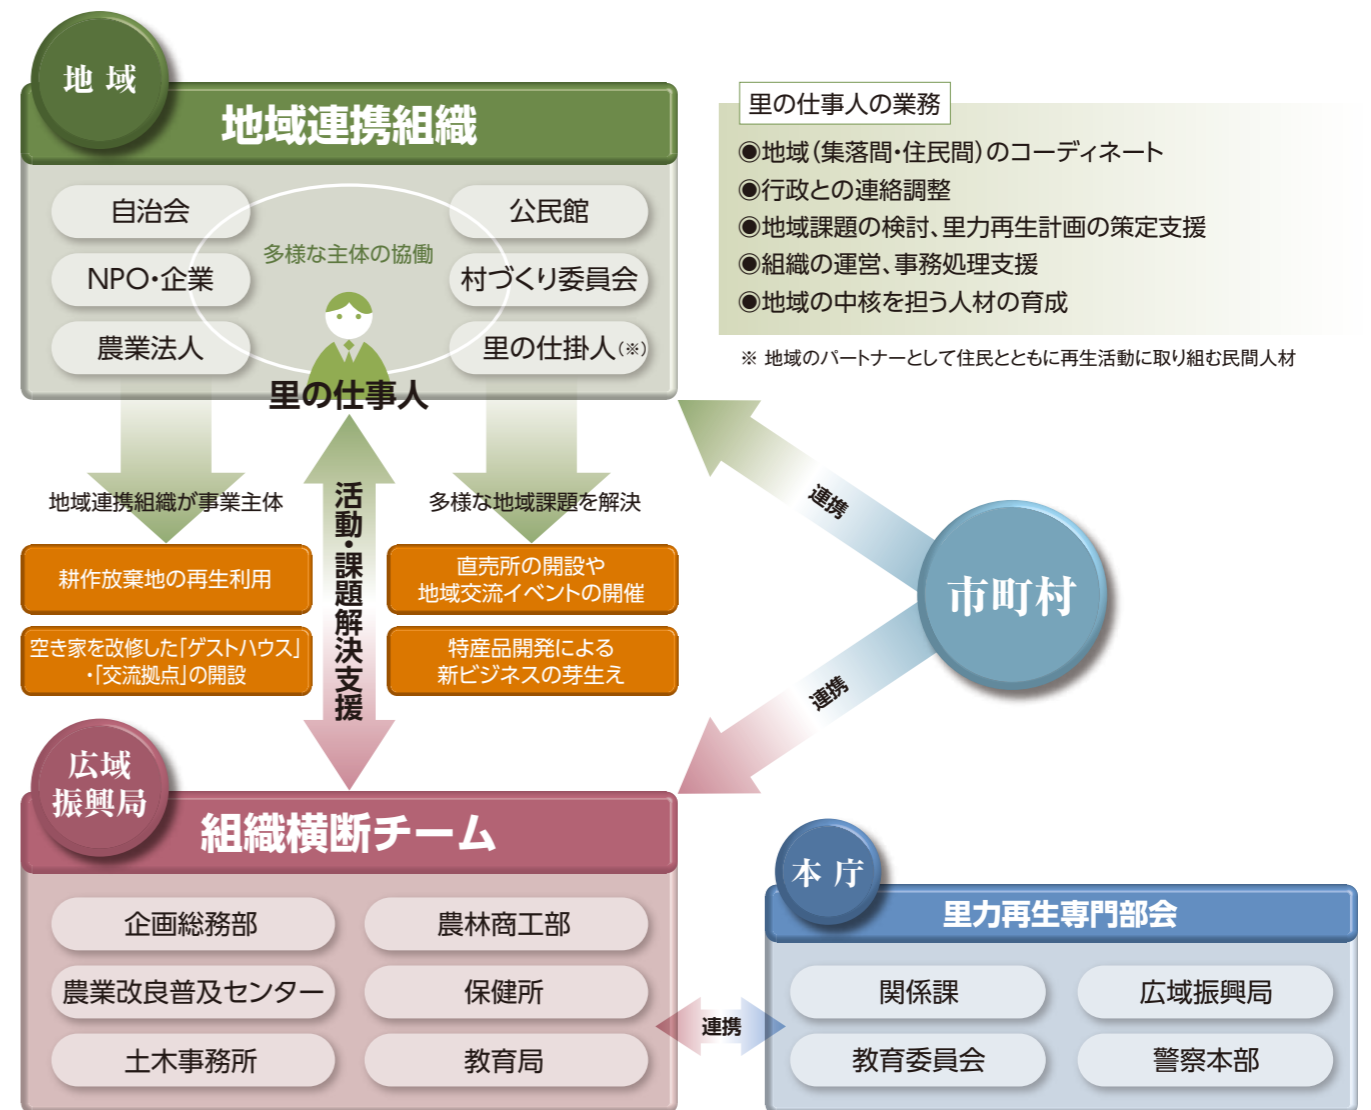 地域
地域連携組織
自治会
公民館
多様な主体の協働
NPO・企業
村づくり委員会
農業法人
里の仕掛人(※)
里の仕事人
里の仕事人の業務
◉地域(集落間・住民間)のコーディネート
◉行政との連絡調整
◉地域課題の検討、里力再生計画の策定支援
◉組織の運営、事務処理支援
◉地域の中核を担う人材の育成
※ 地域のパートナーとして住民とともに再生活動に取り組む民間人材
地域連携組織が事業主体
多様な地域課題を解決
活動・課題解決支援
耕作放棄地の再生利用
直売所の開設や
地域交流イベントの開催
空き家を改修した「ゲストハウス」
・「交流拠点」の開設
特産品開発による
新ビジネスの芽生え
連携
市町村
連携
広域
振興局
組織横断チーム
企画総務部
農林商工部
農業改良普及センター
保健所
土木事務所
教育局
連携
本庁
里力再生専門部会
関係課
広域振興局
教育委員会
警察本部